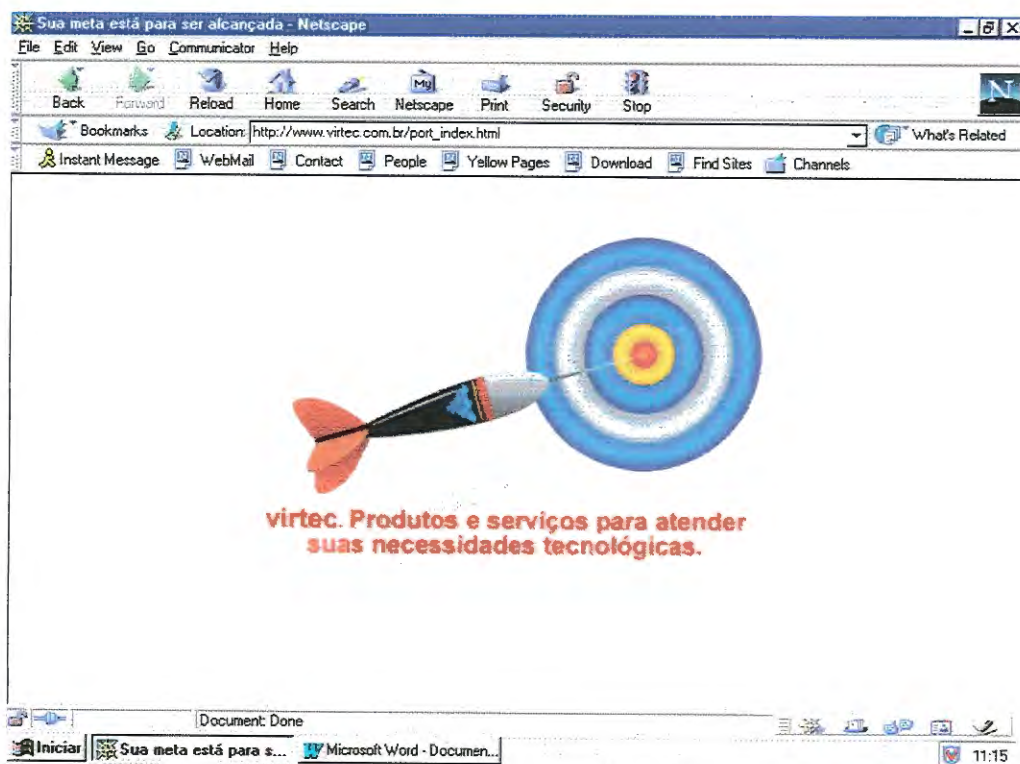 Sua meta está para ser alcançada - Netscape
File Edit View Go Communicator Help
My
N
Back Forward Reload Home Search Netscape Print Security Stop
Bookmarks Location: http://www.virtec.com.br/port_index.html What's Related
Instant Message WebMail Contact People Yellow Pages Download Find Sites Channels
virtec. Produtos e serviços para atender
suas necessidades tecnológicas.
Document: Done
Iniciar Sua meta está para s... Microsoft Word - Documen... 11:15